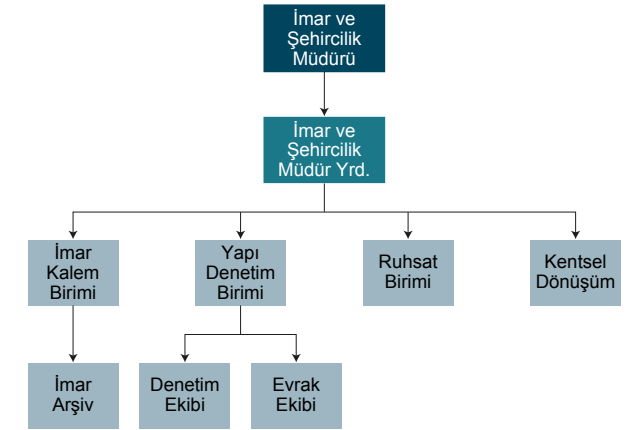 İmar ve
Şehircilik
Müdürü
İmar ve
Şehircilik
Müdür Yrd.
İmar
Kalem
Birimi
Yapı
Denetim
Birimi
Ruhsat
Birimi
Kentsel
Dönüşüm
İmar
Arşiv
Denetim
Ekibi
Evrak
Ekibi